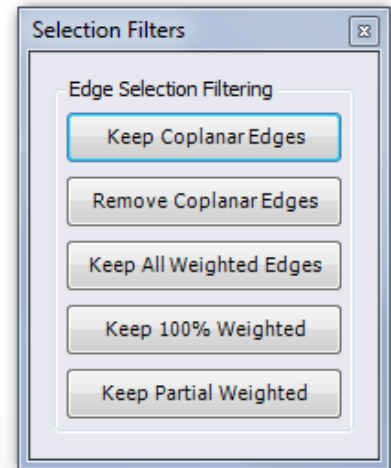 Selection Filters
Edge Selection Filtering
Keep Coplanar Edges
Remove Coplanar Edges
Keep All Weighted Edges
Keep 100% Weighted
Keep Partial Weighted